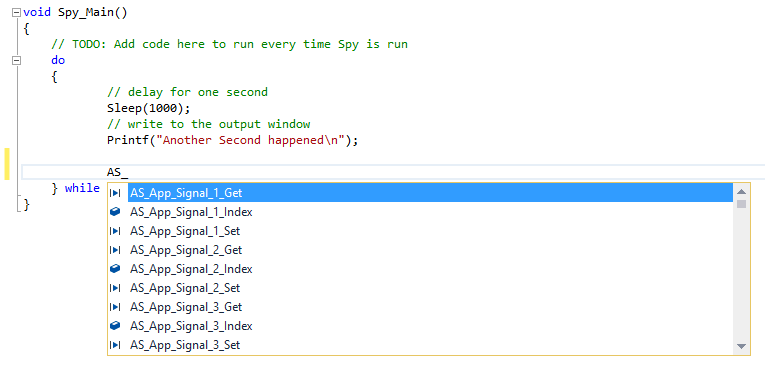 void Spy_Main()
{
// TODO: Add code here to run every time Spy is run
do
{
// delay for one second
Sleep(1000);
// write to the output window
Printf("Another Second happened\n");
AS_
} while
}
AS_App_Signal_1_Get
AS_App_Signal_1_Index
AS_App_Signal_1_Set
AS_App_Signal_2_Get
AS_App_Signal_2_Index
AS_App_Signal_2_Set
AS_App_Signal_3_Get
AS_App_Signal_3_Index
AS_App_Signal_3_Set